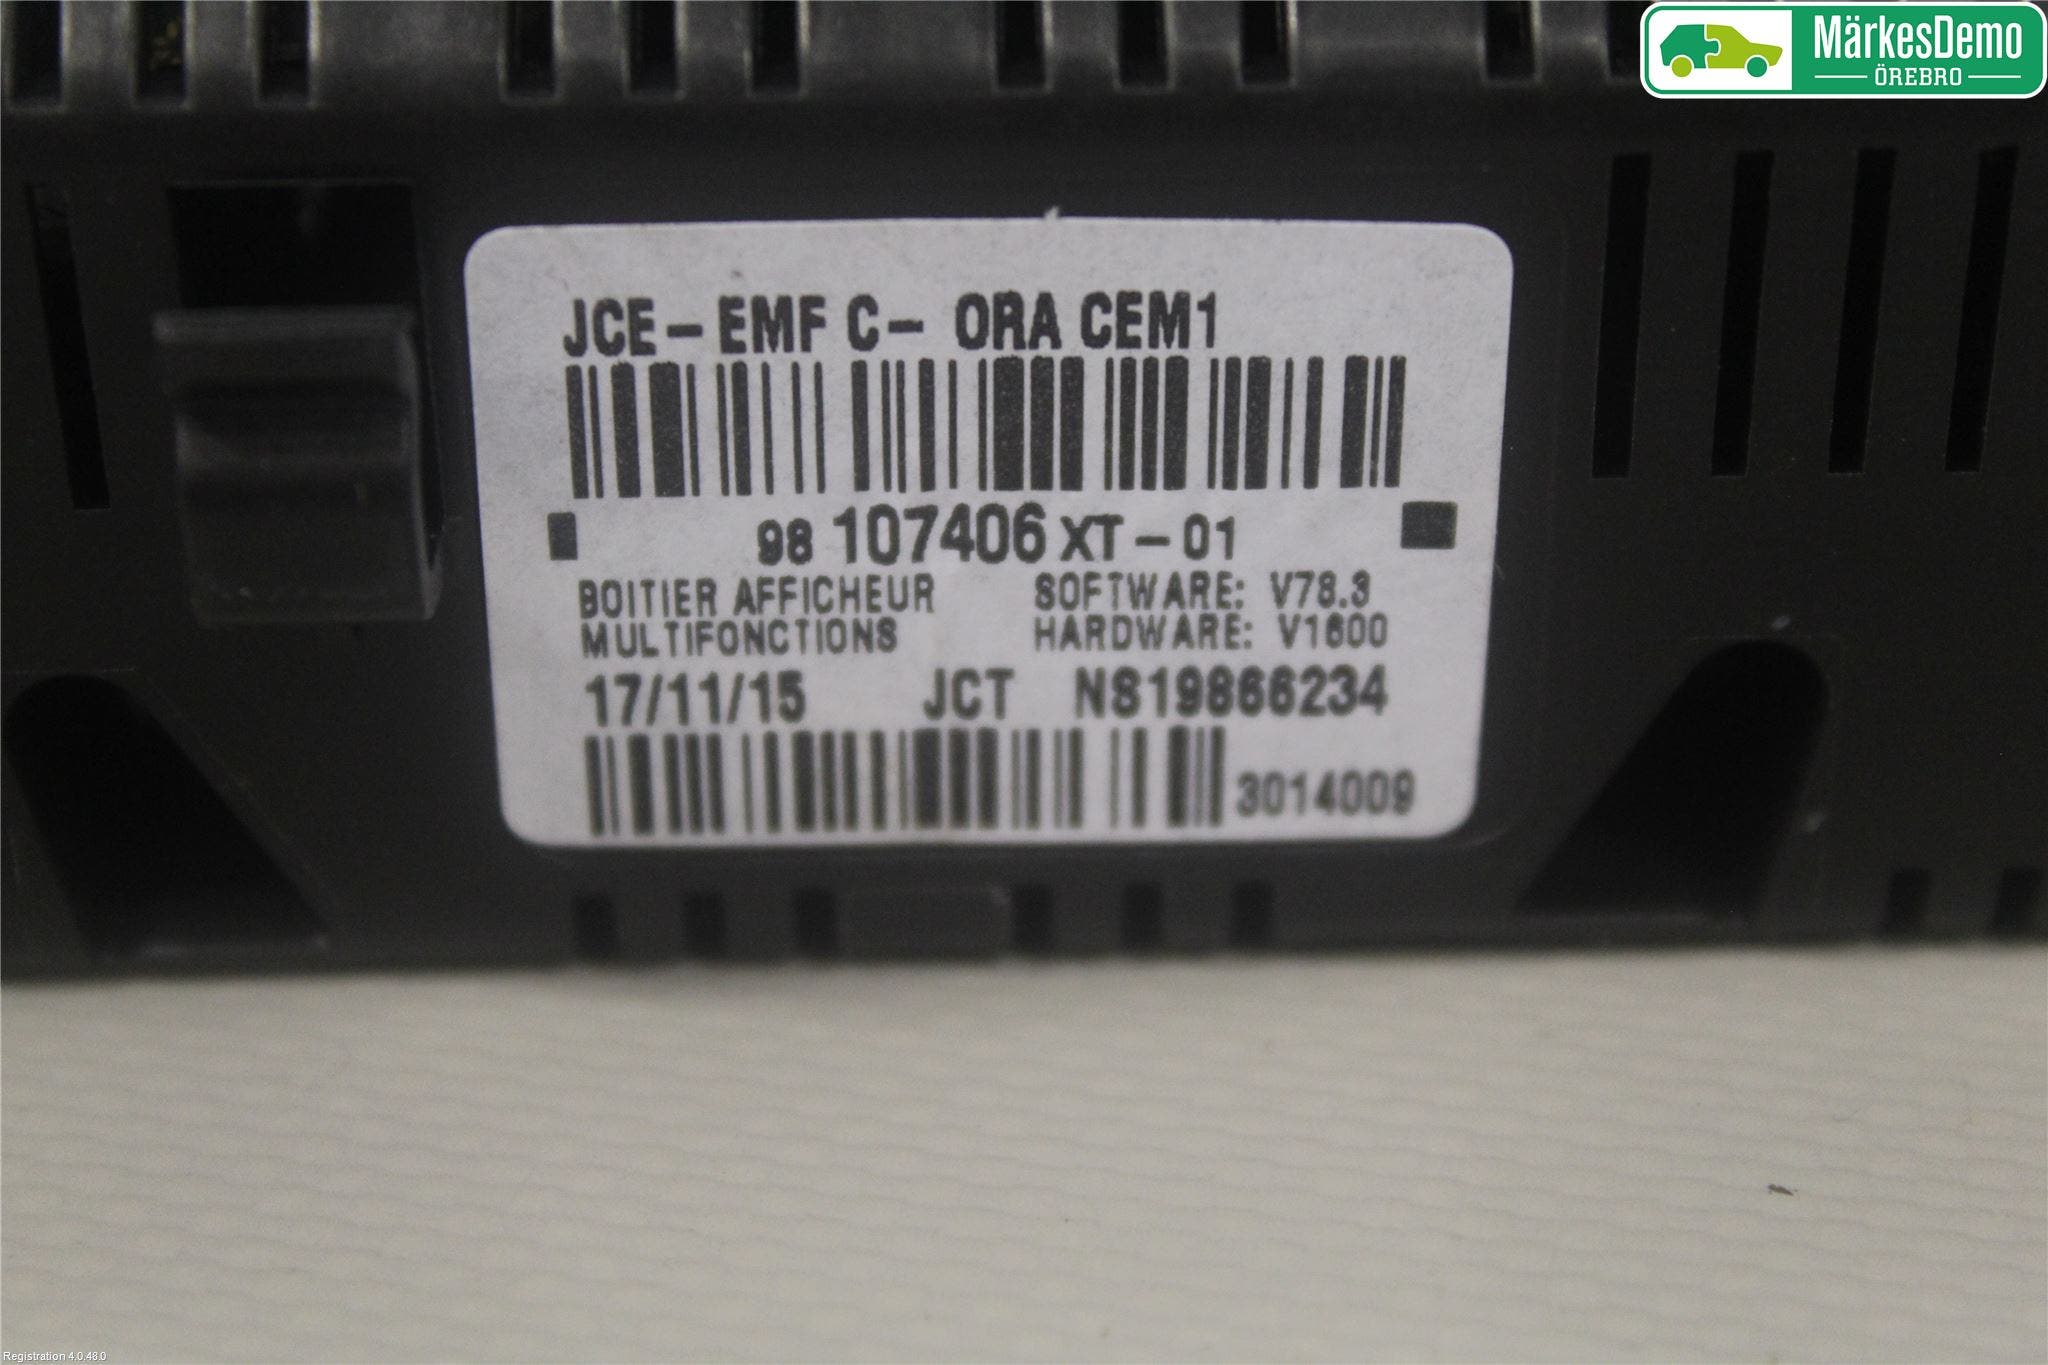 MärkesDemo
ÖREBRO
JCE-EMF C- ORA CEM1
98 107406 XT-01
BOITIER AFFICHEUR SOFTWARE: V78.3
MULTIFONCTIONS HARDWARE: V1600
17/11/15 JCT NS19866234
3014009
Registration 4.0.48.0